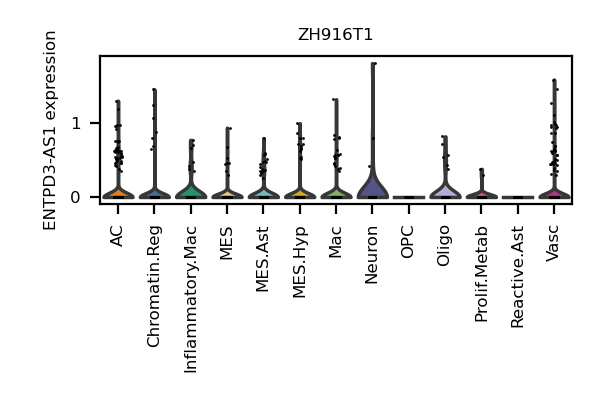 ZH916T1
ENTPD3-AS1 expression
1
0
AC
Chromatin.Reg
Inflammatory.Mac
MES
MES.Ast
MES.Hyp
Mac
Neuron
OPC
Oligo
Prolif.Metab
Reactive.Ast
Vasc